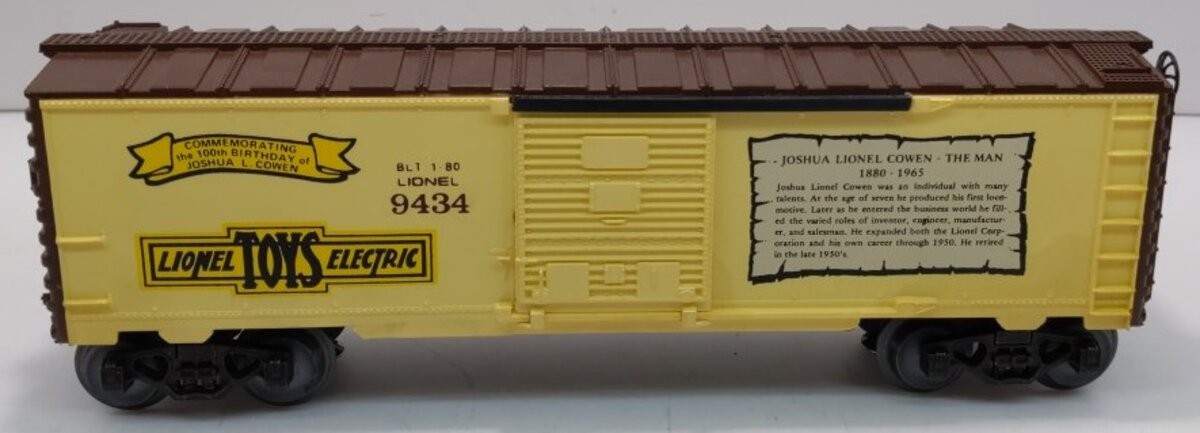 COMMEMORATING
the 100th BIRTHDAY of
JOSHUA L. COWEN
BLT 1-80
LIONEL
9434
LIONEL TOYS ELECTRIC
JOSHUA LIONEL COWEN - THE MAN
1880 - 1965
Joshua Lionel Cowen was an individual with many
talents. At the age of seven he produced his first loco-
motive. Later as he entered the business world he fill-
ed the varied roles of inventor, engineer, manufactur-
er, and salesman. He expanded both the Lionel Corp-
oration and his own career through 1950. He retired
in the late 1950's.